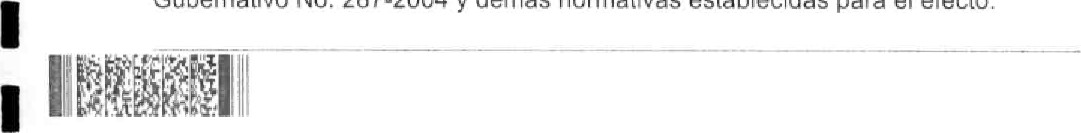 Gubernativo No. 287-2004 y demás normativas establecidas para el efecto.